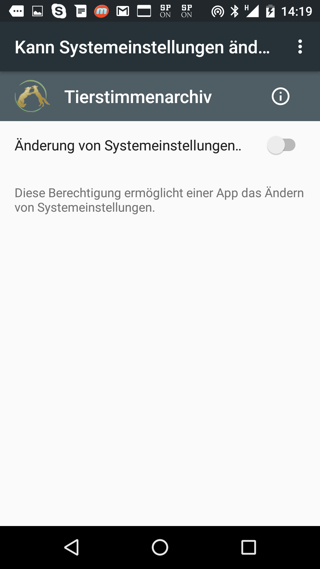 SP SP
ON ON
14:19
Kann Systemeinstellungen änd…
Tierstimmenarchiv
Änderung von Systemeinstellungen..
Diese Berechtigung ermöglicht einer App das Ändern
von Systemeinstellungen.